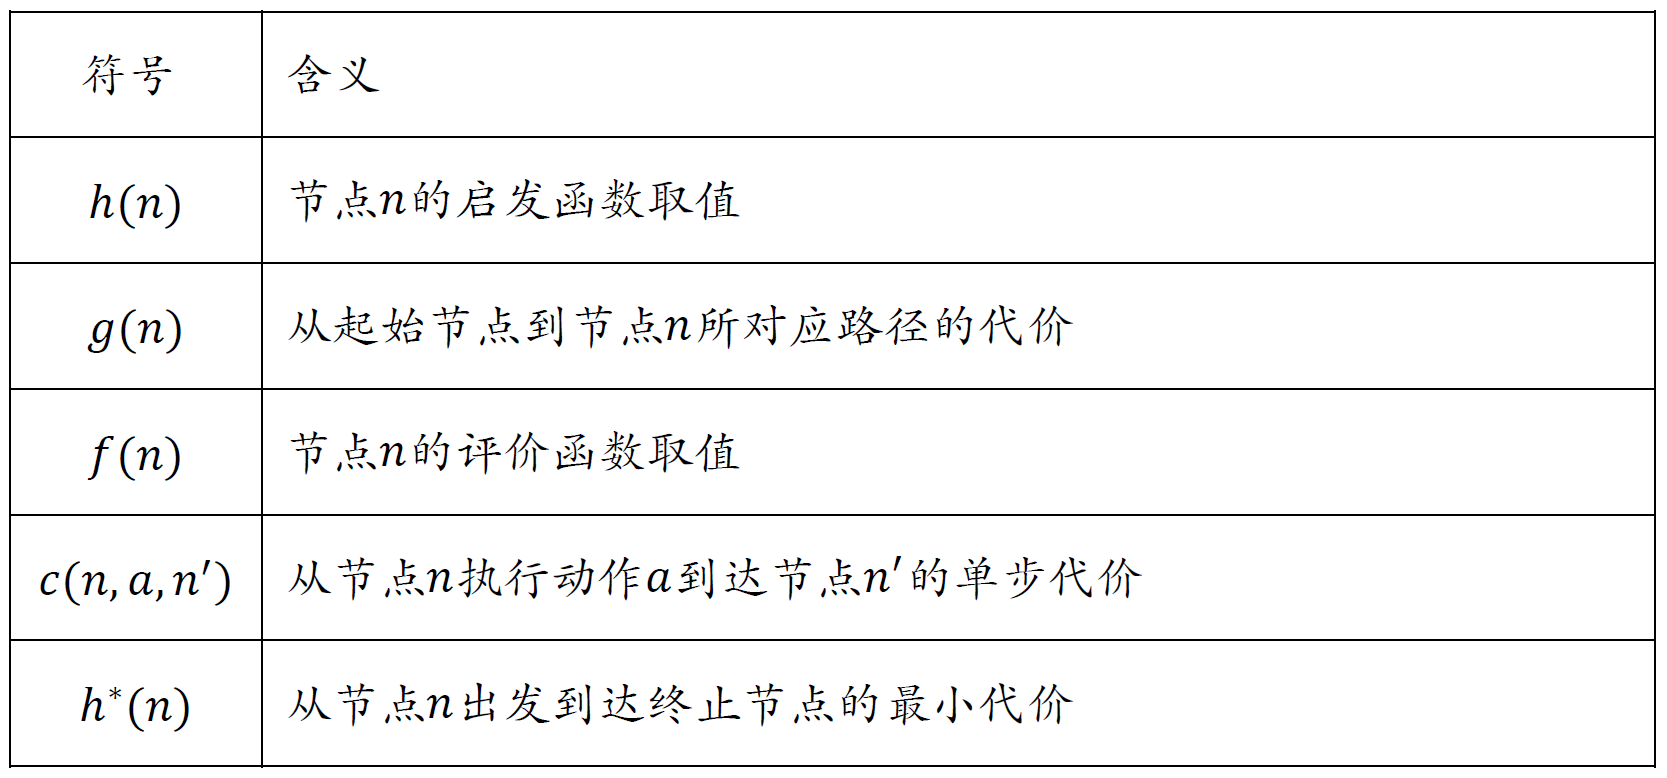 符号 含义
h(n) 节点n的启发函数取值
g(n) 从起始节点到节点n所对应路径的代价
f(n) 节点n的评价函数取值
c(n, a, n′) 从节点n执行动作a到达节点n′的单步代价
h*(n) 从节点n出发到达终止节点的最小代价